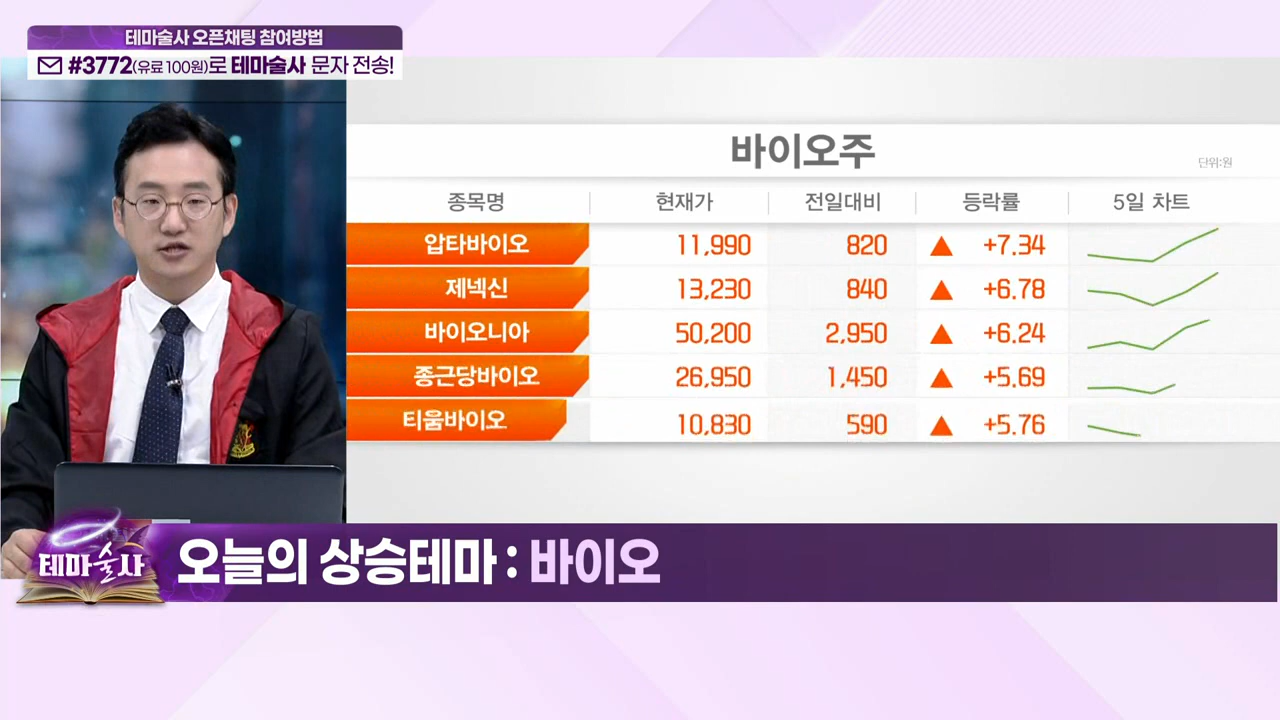 테마술사 오픈채팅 참여방법
#3772(유료 100원)로 테마술사 문자 전송!
바이오주
단위:원
종목명 현재가 전일대비 등락률 5일 차트
압타바이오 11,990 820 ▲ +7.34
제넥신 13,230 840 ▲ +6.78
바이오니아 50,200 2,950 ▲ +6.24
종근당바이오 26,950 1,450 ▲ +5.69
티움바이오 10,830 590 ▲ +5.76
테마술사
오늘의 상승테마 : 바이오